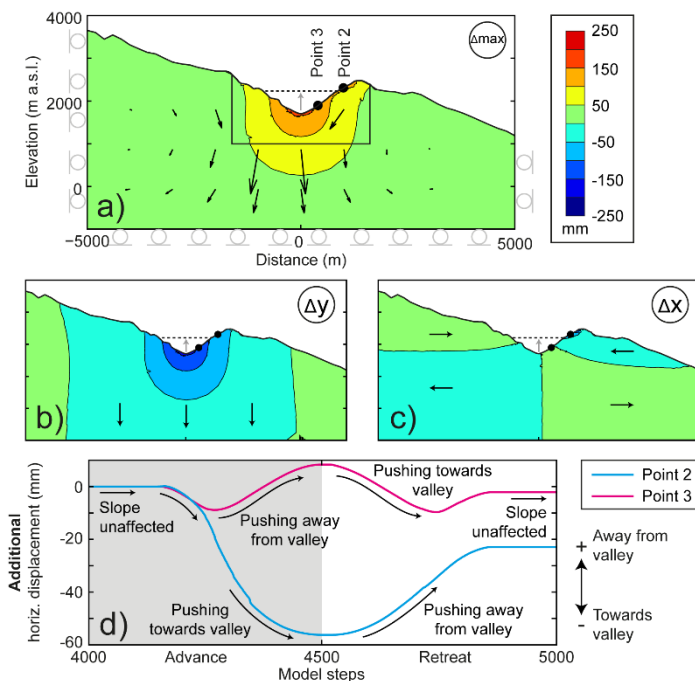 Elevation (m a.s.l.)
4000
2000
0
a)
Point 3
Point 2
Δmax
−5000
0
5000
Distance (m)
250
150
50
-50
-150
-250
mm
b)
Δy
c)
Δx
Additional
horiz. displacement (mm)
0
-20
-40
-60
d)
Slope
unaffected
Pushing away
from valley
Pushing
towards valley
Pushing towards
valley
Slope
unaffected
Pushing away
from valley
4000
Advance
4500
Retreat
5000
Model steps
Point 2
Point 3
+ Away from
valley
- Towards
valley